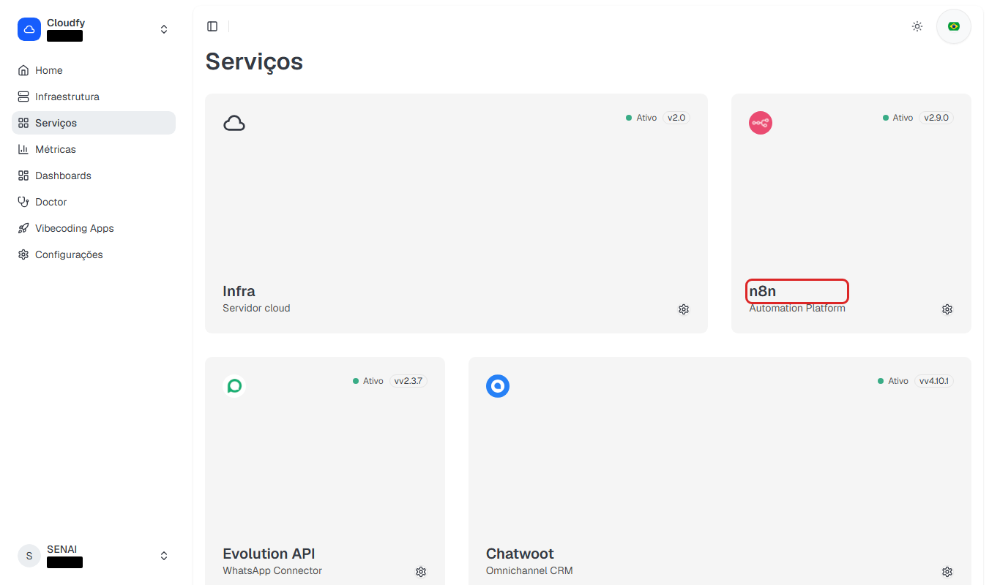 Cloudfy
Home
Infraestrutura
Serviços
Métricas
Dashboards
Doctor
Vibecoding Apps
Configurações
S
SENAI
Serviços
Ativo v2.0
Infra
Servidor cloud
Ativo v2.9.0
n8n
Automation Platform
Ativo vv2.3.7
Evolution API
WhatsApp Connector
Ativo vv4.10.1
Chatwoot
Omnichannel CRM